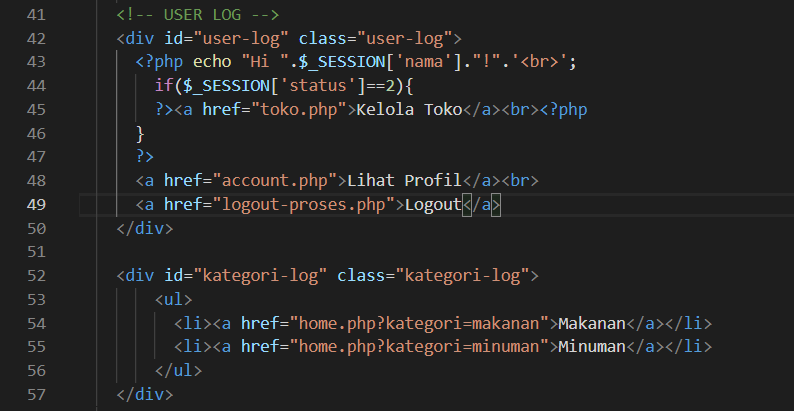 41 <!-- USER LOG -->
42 <div id="user-log" class="user-log">
43 <?php echo "Hi ".$_SESSION['nama']."!".'<br>';
44 if($_SESSION['status']==2){
45 ?><a href="toko.php">Kelola Toko</a><br><?php
46 }
47 ?>
48 <a href="account.php">Lihat Profil</a><br>
49 <a href="logout-proses.php">Logout</a>
50 </div>
51
52 <div id="kategori-log" class="kategori-log">
53 <ul>
54 <li><a href="home.php?kategori=makanan">Makanan</a></li>
55 <li><a href="home.php?kategori=minuman">Minuman</a></li>
56 </ul>
57 </div>